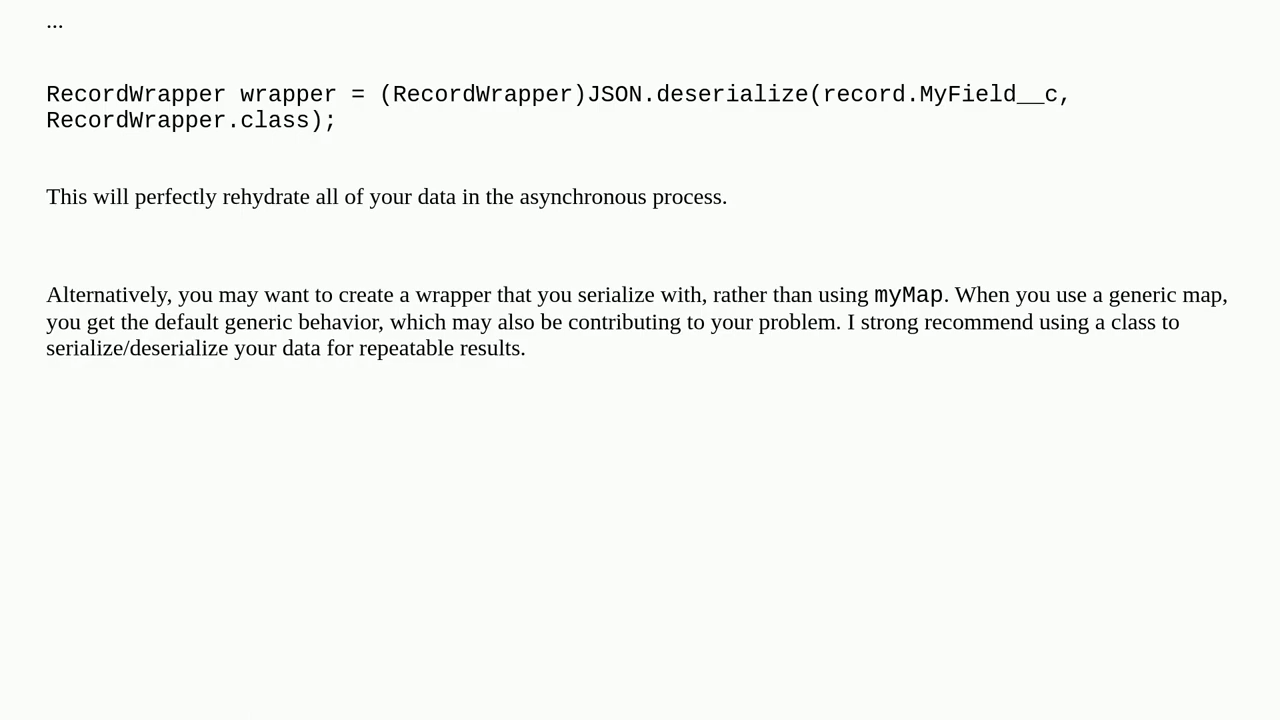 ...
RecordWrapper wrapper = (RecordWrapper)JSON.deserialize(record.MyField__c,
RecordWrapper.class);
This will perfectly rehydrate all of your data in the asynchronous process.
Alternatively, you may want to create a wrapper that you serialize with, rather than using myMap. When you use a generic map,
you get the default generic behavior, which may also be contributing to your problem. I strong recommend using a class to
serialize/deserialize your data for repeatable results.